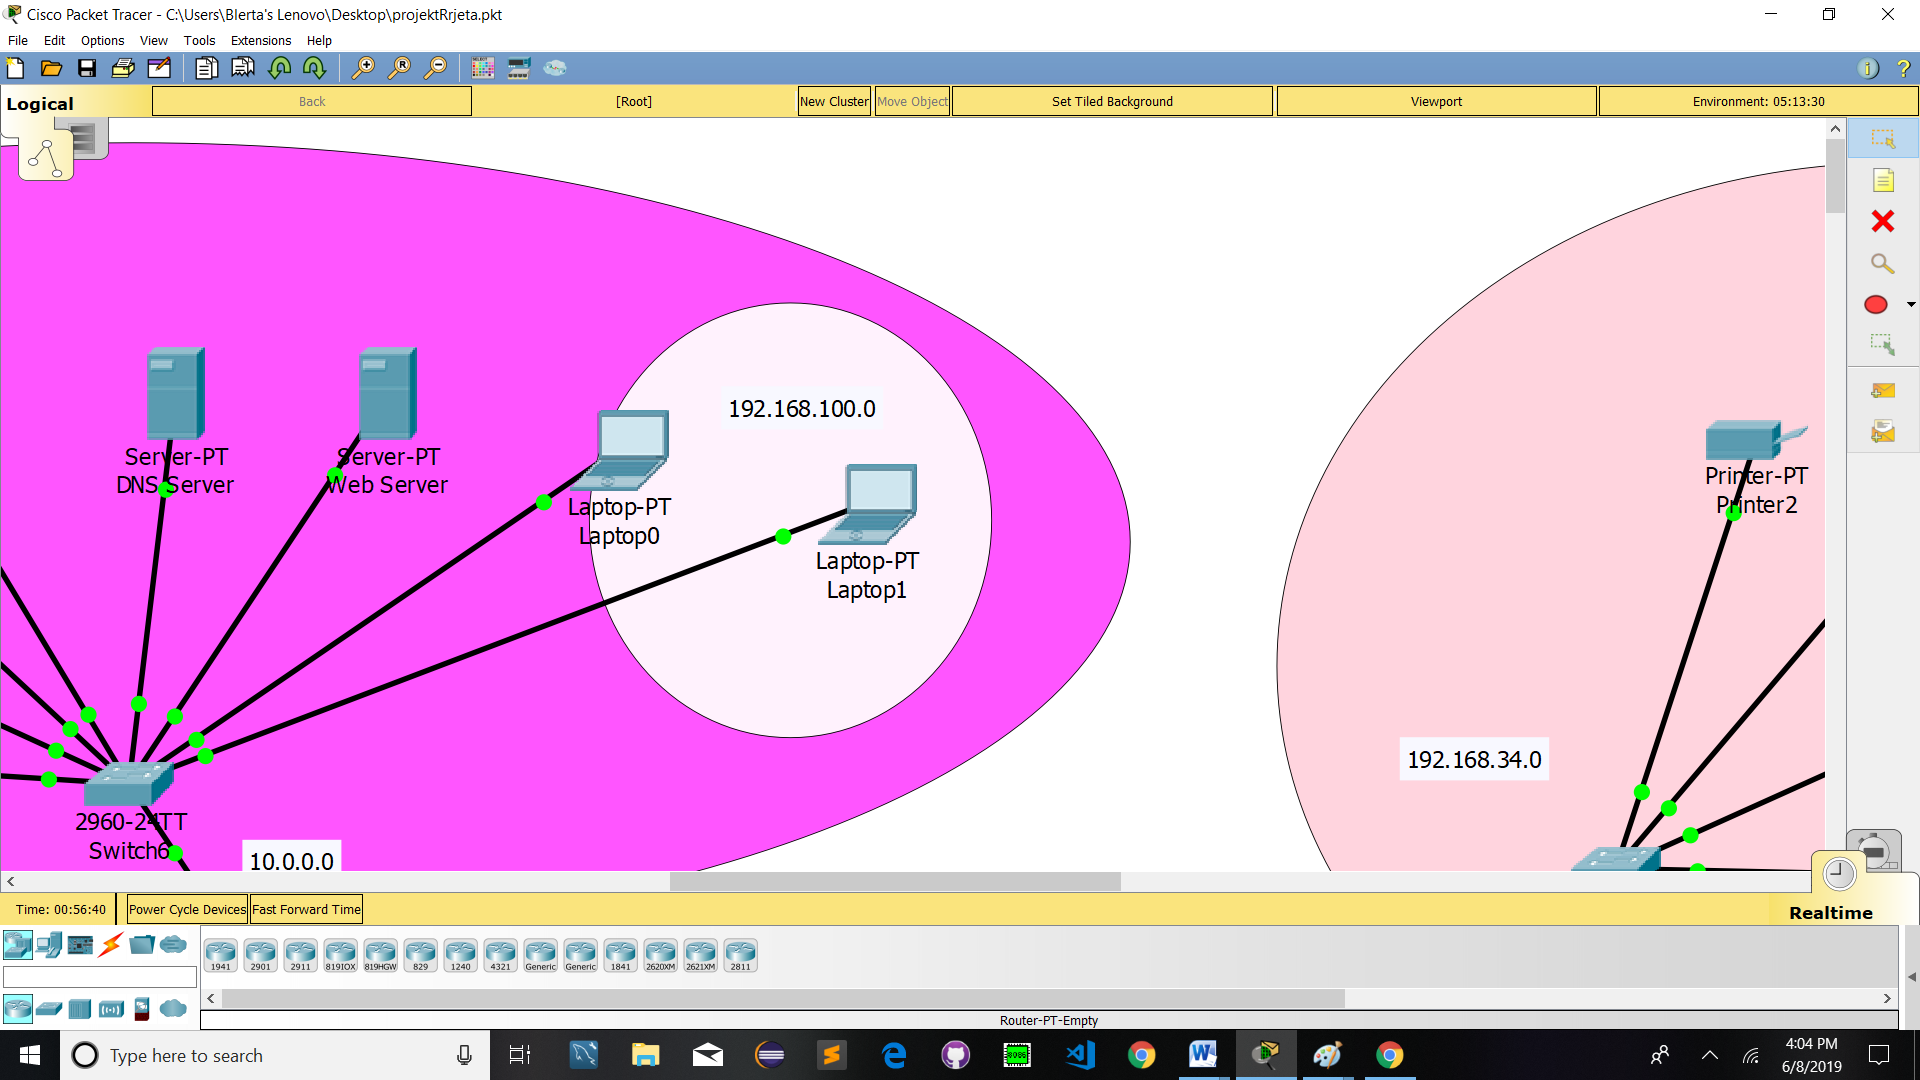 Cisco Packet Tracer - C:\Users\Blerta's Lenovo\Desktop\projektRrjeta.pkt
File Edit Options View Tools Extensions Help
Logical
Back
[Root]
New Cluster
Move Object
Set Tiled Background
Viewport
Environment: 05:13:30
192.168.100.0
Server-PT
DNS Server
Server-PT
Web Server
Laptop-PT
Laptop0
Laptop-PT
Laptop1
Printer-PT
Printer2
192.168.34.0
2960-24TT
Switch6
10.0.0.0
Time: 00:56:40
Power Cycle Devices
Fast Forward Time
Realtime
1941 2901 2911 819IOX 819HGW 829 1240 4321 Generic Generic 1841 2620XM 2621XM 2811
Router-PT-Empty
Type here to search
4:04 PM
6/8/2019